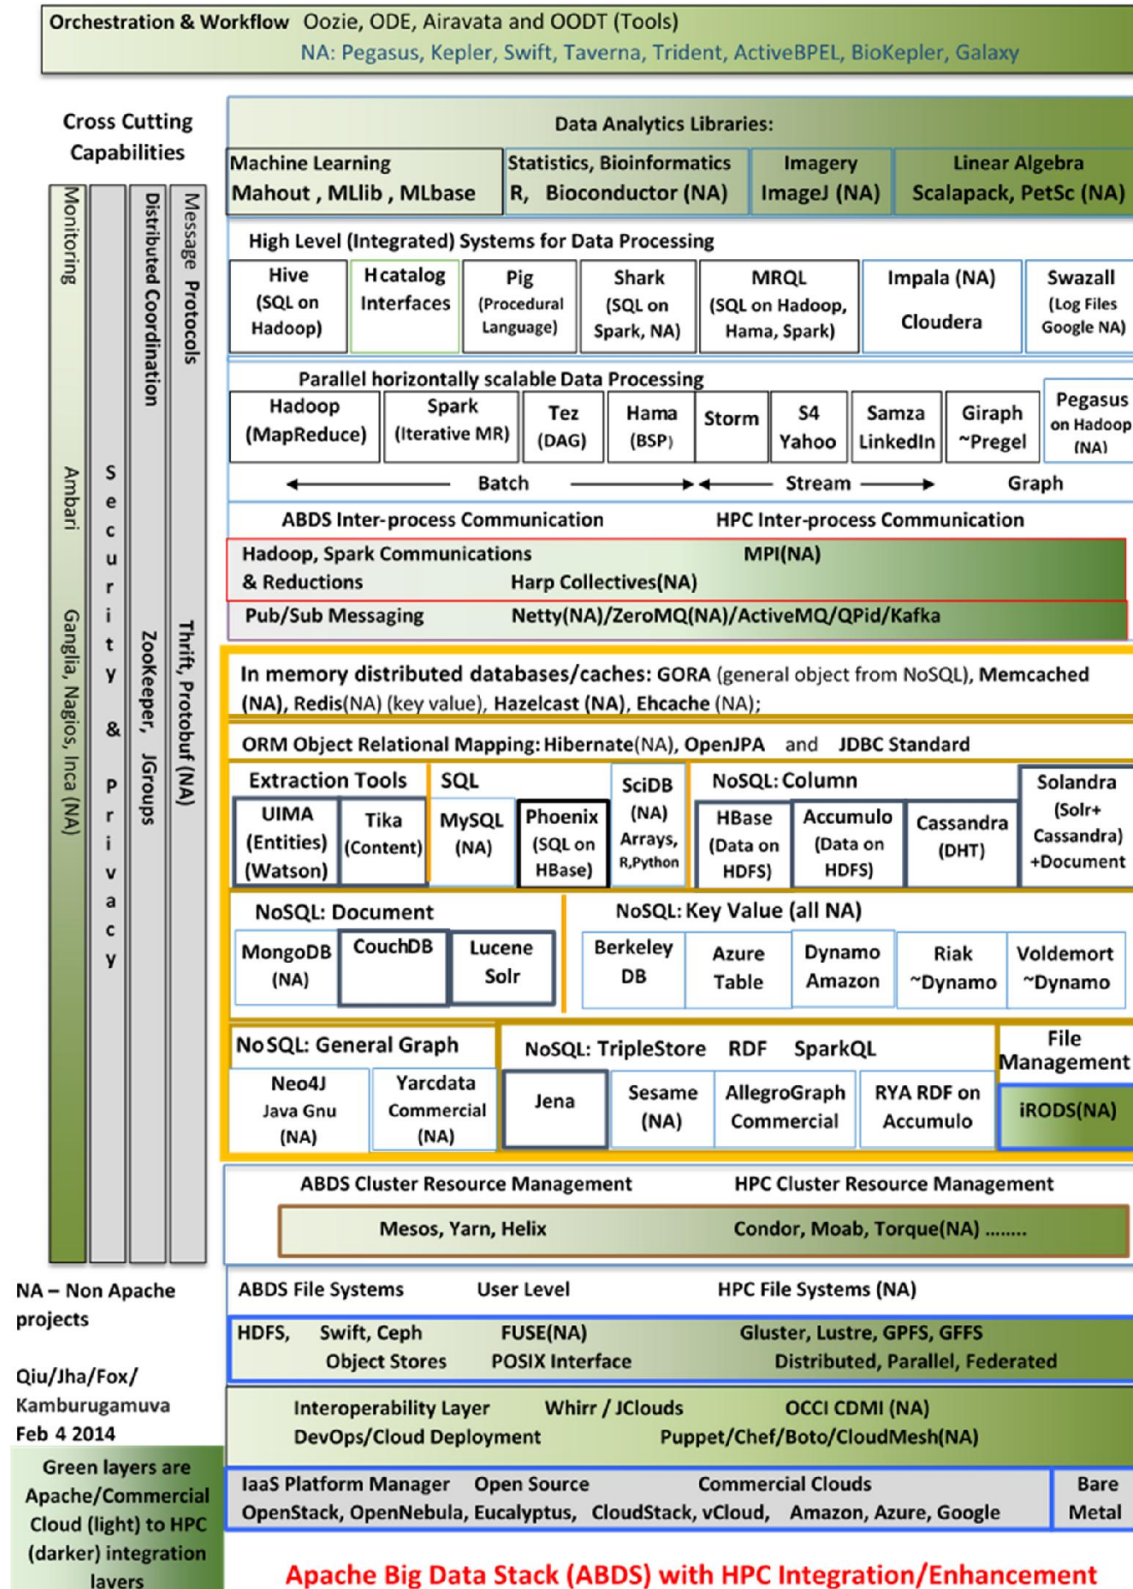 Orchestration & Workflow Oozie, ODE, Airavata and OODT (Tools)
NA: Pegasus, Kepler, Swift, Taverna, Trident, ActiveBPEL, BioKepler, Galaxy
Cross Cutting
Capabilities
Monitoring
Ambari
Ganglia, Nagios, Inca (NA)
Security & Privacy
Distributed Coordination
ZooKeeper, JGroups
Message Protocols
Thrift, Protobuf (NA)
Data Analytics Libraries:
Machine Learning
Mahout , MLlib , MLbase
Statistics, Bioinformatics
R, Bioconductor (NA)
Imagery
ImageJ (NA)
Linear Algebra
Scalapack, PetSc (NA)
High Level (Integrated) Systems for Data Processing
Hive
(SQL on
Hadoop)
Hcatalog
Interfaces
Pig
(Procedural
Language)
Shark
(SQL on
Spark, NA)
MRQL
(SQL on Hadoop,
Hama, Spark)
Impala (NA)
Cloudera
Swazall
(Log Files
Google NA)
Parallel horizontally scalable Data Processing
Hadoop
(MapReduce)
Spark
(Iterative MR)
Tez
(DAG)
Hama
(BSP)
Storm
S4
Yahoo
Samza
LinkedIn
Giraph
~Pregel
Pegasus
on Hadoop
(NA)
Batch
Stream
Graph
ABDS Inter-process Communication
HPC Inter-process Communication
Hadoop, Spark Communications MPI(NA)
& Reductions Harp Collectives(NA)
Pub/Sub Messaging Netty(NA)/ZeroMQ(NA)/ActiveMQ/QPid/Kafka
In memory distributed databases/caches: GORA (general object from NoSQL), Memcached
(NA), Redis(NA) (key value), Hazelcast (NA), Ehcache (NA);
ORM Object Relational Mapping: Hibernate(NA), OpenJPA and JDBC Standard
Extraction Tools
UIMA
(Entities)
(Watson)
Tika
(Content)
SQL
MySQL
(NA)
Phoenix
(SQL on
HBase)
SciDB
(NA)
Arrays,
R,Python
NoSQL: Column
HBase
(Data on
HDFS)
Accumulo
(Data on
HDFS)
Cassandra
(DHT)
Solandra
(Solr+
Cassandra)
+Document
NoSQL: Document
MongoDB
(NA)
CouchDB
Lucene
Solr
NoSQL: Key Value (all NA)
Berkeley
DB
Azure
Table
Dynamo
Amazon
Riak
~Dynamo
Voldemort
~Dynamo
NoSQL: General Graph
Neo4J
Java Gnu
(NA)
Yarcdata
Commercial
(NA)
NoSQL: TripleStore RDF SparkQL
Jena
Sesame
(NA)
AllegroGraph
Commercial
RYA RDF on
Accumulo
File
Management
iRODS(NA)
ABDS Cluster Resource Management
HPC Cluster Resource Management
Mesos, Yarn, Helix
Condor, Moab, Torque(NA) ........
ABDS File Systems User Level HPC File Systems (NA)
HDFS, Swift, Ceph FUSE(NA) Gluster, Lustre, GPFS, GFFS
Object Stores POSIX Interface Distributed, Parallel, Federated
Interoperability Layer Whirr / JClouds OCCI CDMI (NA)
DevOps/Cloud Deployment Puppet/Chef/Boto/CloudMesh(NA)
IaaS Platform Manager Open Source Commercial Clouds
OpenStack, OpenNebula, Eucalyptus, CloudStack, vCloud, Amazon, Azure, Google
Bare
Metal
NA – Non Apache
projects
Qiu/Jha/Fox/
Kamburugamuva
Feb 4 2014
Green layers are
Apache/Commercial
Cloud (light) to HPC
(darker) integration
layers
Apache Big Data Stack (ABDS) with HPC Integration/Enhancement